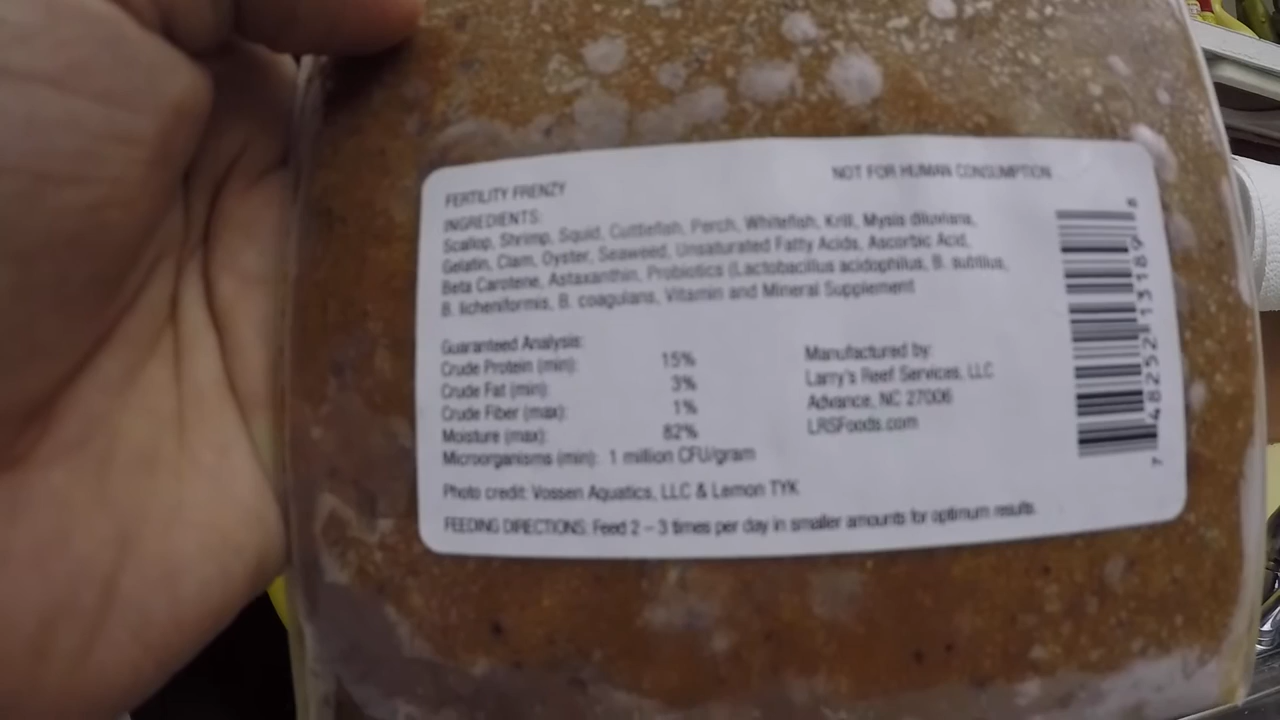 FERTILITY FRENZY
NOT FOR HUMAN CONSUMPTION
INGREDIENTS:
Scallop, Shrimp, Squid, Cuttlefish, Perch, Whitefish, Krill, Mysis diluviana,
Gelatin, Clam, Oyster, Seaweed, Unsaturated Fatty Acids, Ascorbic Acid,
Beta Carotene, Astaxanthin, Probiotics (Lactobacillus acidophilus, B. subtilus,
B. licheniformis, B. coagulans, Vitamin and Mineral Supplement
Guaranteed Analysis:
Crude Protein (min): 15%
Crude Fat (min): 3%
Crude Fiber (max): 1%
Moisture (max): 82%
Microorganisms (min): 1 million CFU/gram
Manufactured by:
Larry's Reef Services, LLC
Advance, NC 27006
LRSFoods.com
Photo credit: Vossen Aquatics, LLC & Lemon TYK
FEEDING DIRECTIONS: Feed 2 – 3 times per day in smaller amounts for optimum results.
7 48252 13189 6